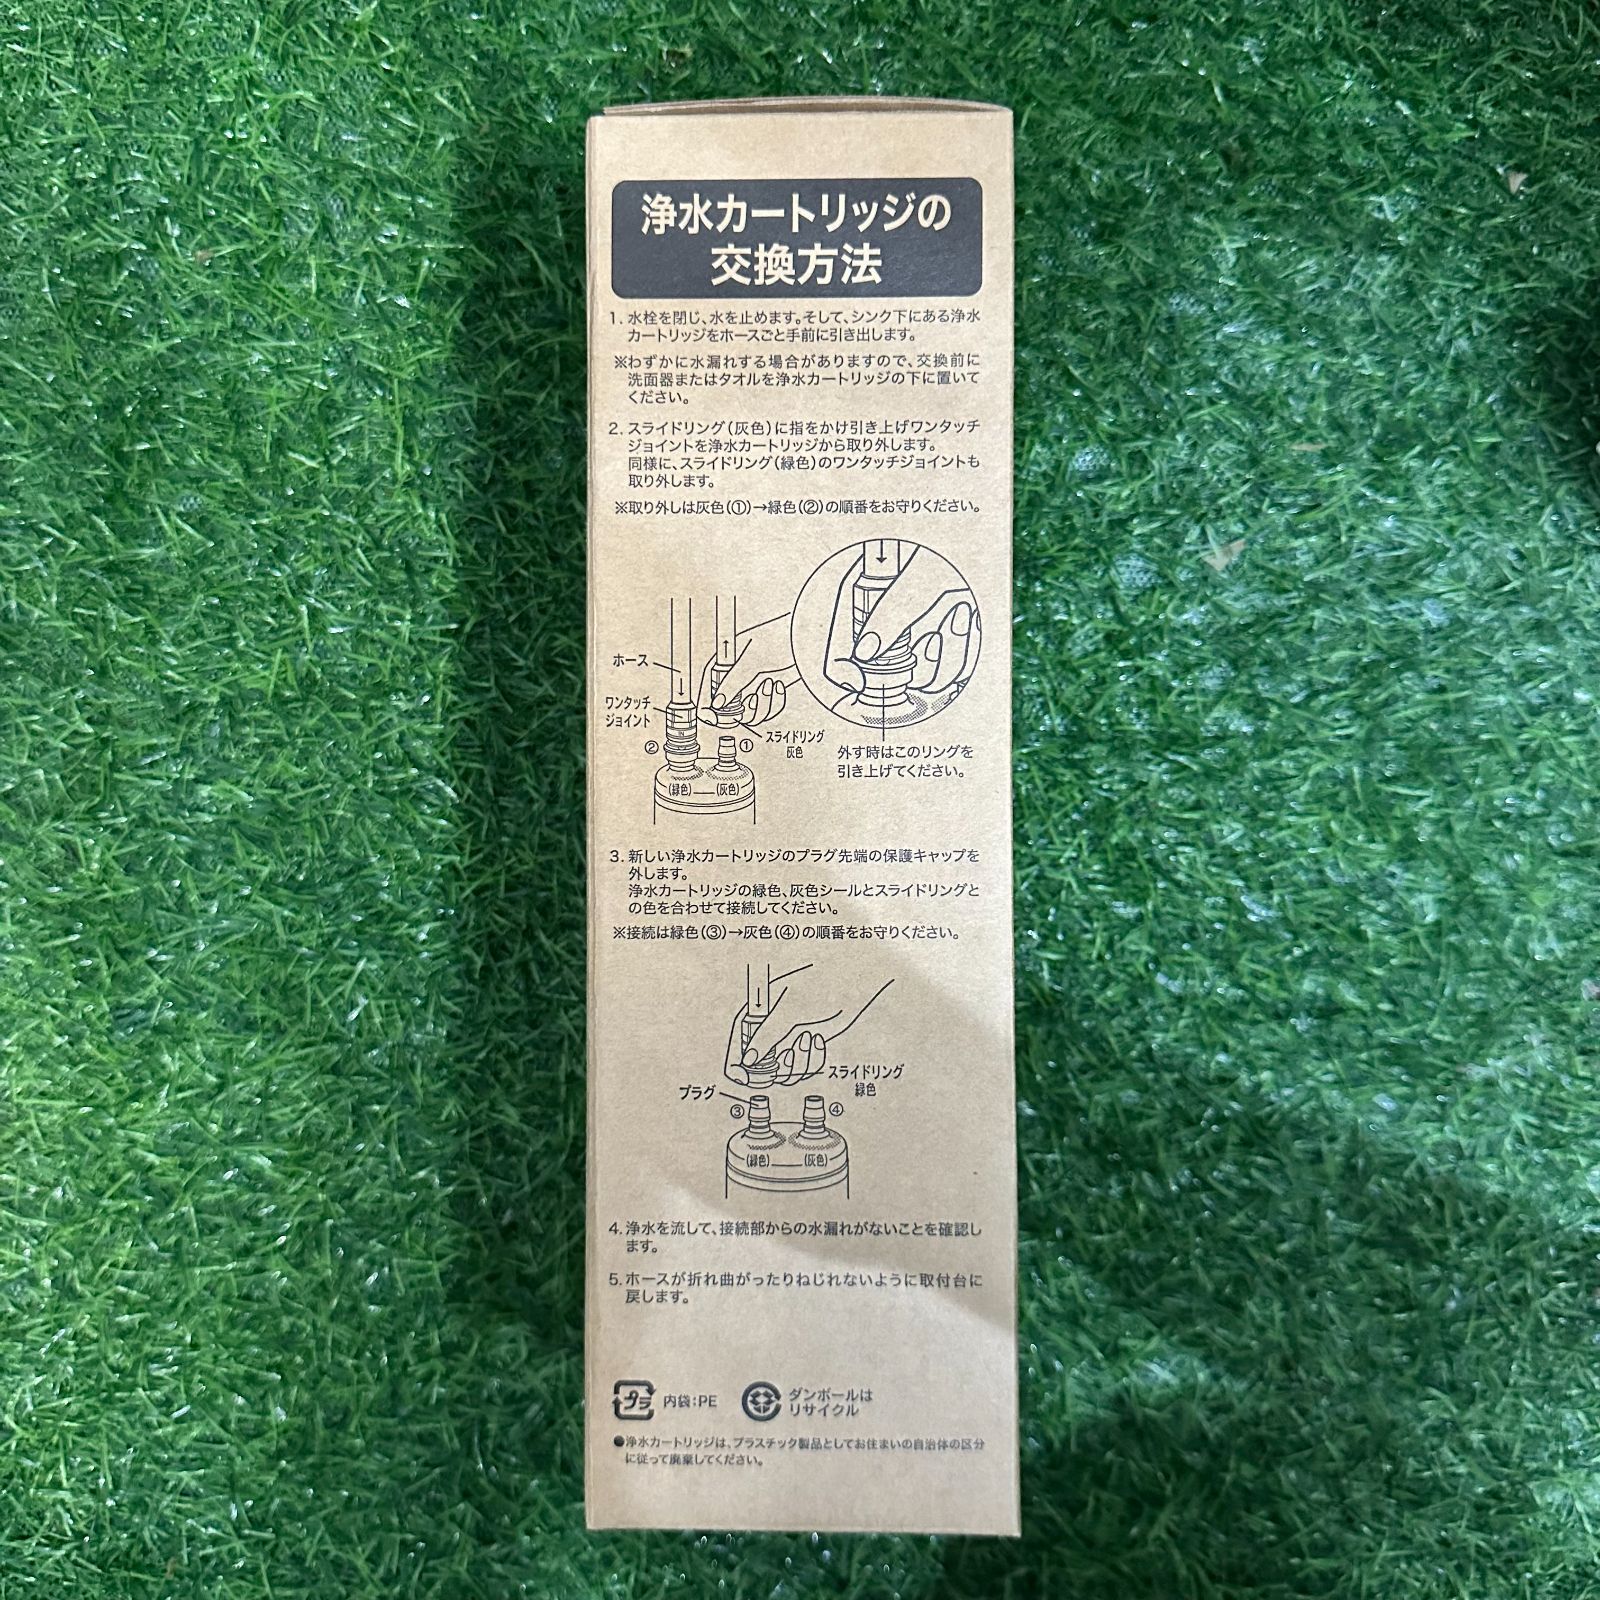 浄水カートリッジの
交換方法
1. 水栓を閉じ、水を止めます。そして、シンク下にある浄水
カートリッジをホースごと手前に引き出します。
※わずかに水漏れする場合がありますので、交換前に
洗面器またはタオルを浄水カートリッジの下に置いて
ください。
2. スライドリング(灰色)に指をかけ引き上げワンタッチ
ジョイントを浄水カートリッジから取り外します。
同様に、スライドリング(緑色)のワンタッチジョイントも
取り外します。
※取り外しは灰色(①)→緑色(②)の順番をお守りください。
ホース
ワンタッチ
ジョイント
IN
②
①
スライドリング
灰色
(緑色)
(灰色)
外す時はこのリングを
引き上げてください。
3. 新しい浄水カートリッジのプラグ先端の保護キャップを
外します。
浄水カートリッジの緑色、灰色シールとスライドリングと
の色を合わせて接続してください。
※接続は緑色(③)→灰色(④)の順番をお守りください。
スライドリング
緑色
プラグ
③
④
(緑色)
(灰色)
4. 浄水を流して、接続部からの水漏れがないことを確認し
ます。
5. ホースが折れ曲がったりねじれないように取付台に
戻します。
プラ
内袋:PE
ダンボールは
リサイクル
●浄水カートリッジは、プラスチック製品としてお住まいの自治体の区分
に従って廃棄してください。